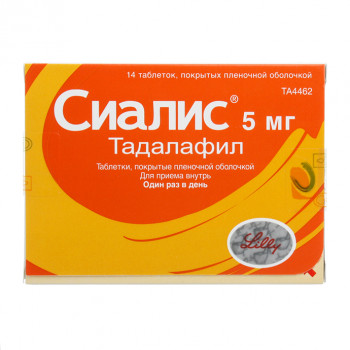 14 таблеток, покрытых пленочной оболочкой
TA4462
Сиалис® 5 мг
Тадалафил
Таблетки, покрытые пленочной оболочкой
Для приема внутрь
Один раз в день
Lilly